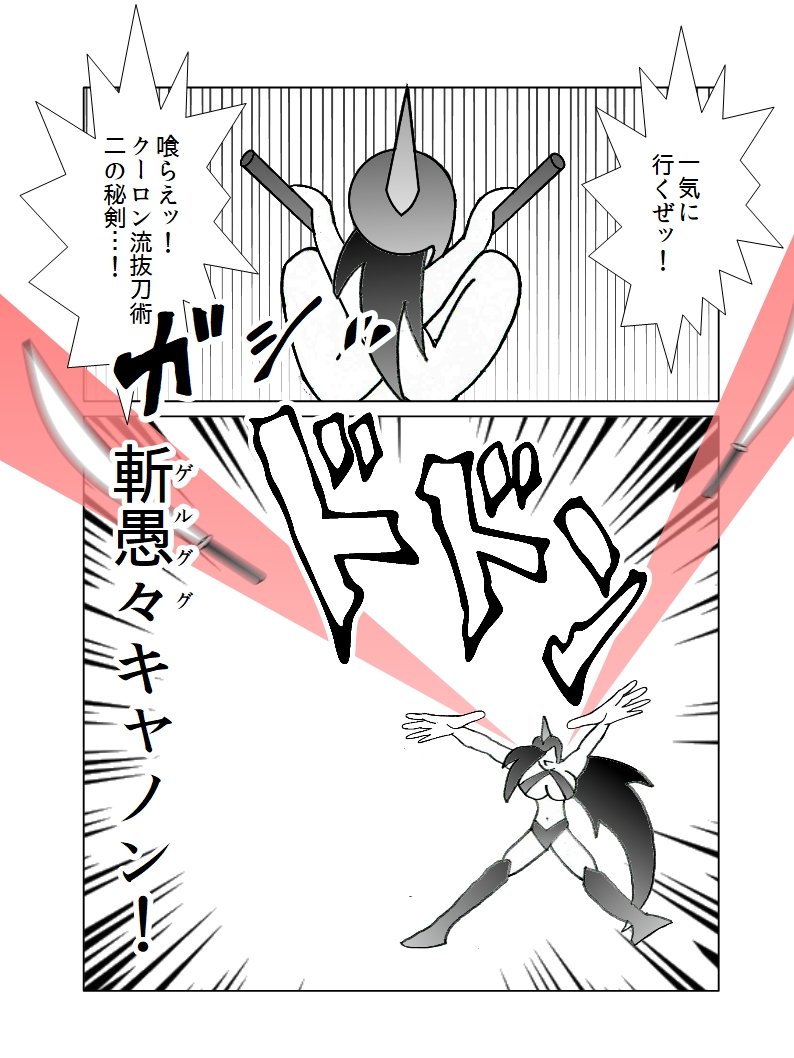 一気に
行くぜッ！
喰らえッ！
クーロン流抜刀術
二の秘剣…！
ガシッ
ドドン
斬愚々キャノン！
ゲルググ